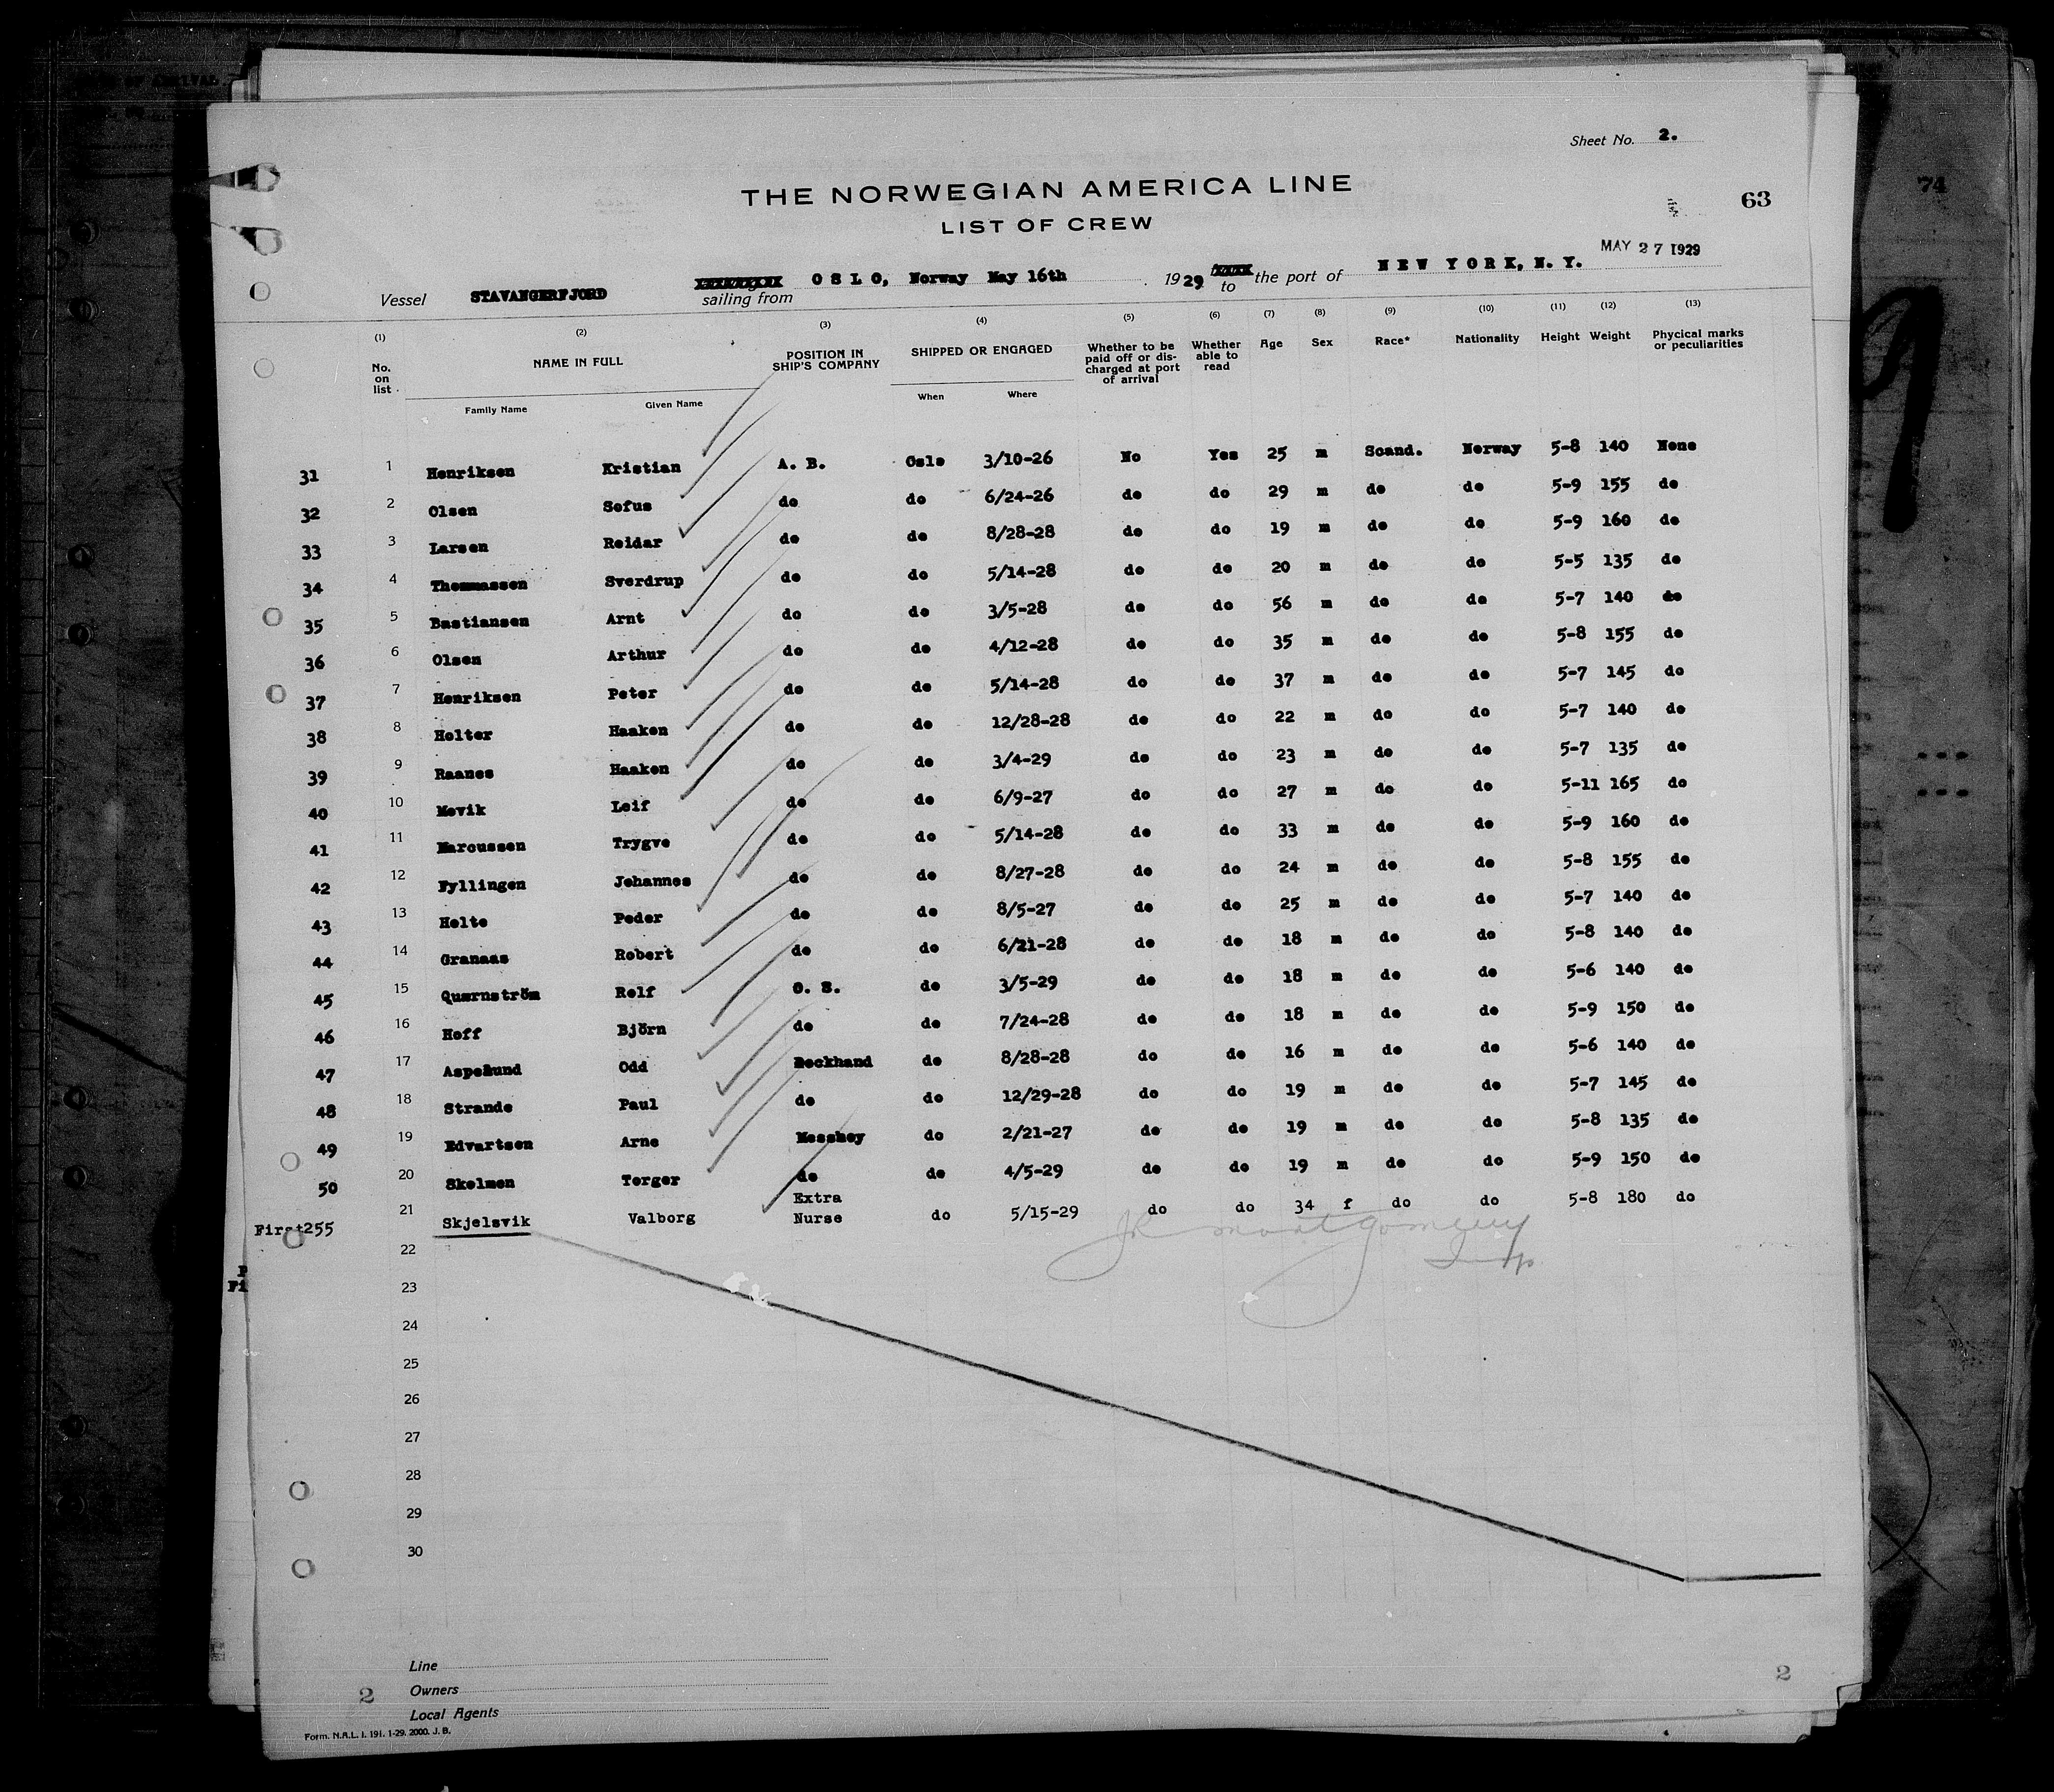 Sheet No. 2.
THE NORWEGIAN AMERICA LINE
63
74
LIST OF CREW
MAY 27 1929
Vessel STAVANGERFJORD sailing from OSLO, Norway May 16th 1929 to the port of NEW YORK, N. Y.
(1) (2) (3) (4) (5) (6) (7) (8) (9) (10) (11) (12) (13)
No. on list NAME IN FULL POSITION IN SHIP'S COMPANY SHIPPED OR ENGAGED Whether to be paid off or discharged at port of arrival Whether able to read Age Sex Race* Nationality Height Weight Phycical marks or peculiarities
Family Name Given Name When Where
31 1 Henriksen Kristian A. B. Oslo 3/10-26 No Yes 25 m Scand. Norway 5-8 140 None
32 2 Olsen Sofus do do 6/24-26 do do 29 m do do 5-9 155 do
33 3 Larsen Reidar do do 8/28-28 do do 19 m do do 5-9 160 do
34 4 Thommassen Sverdrup do do 5/14-28 do do 20 m do do 5-5 135 do
35 5 Bastiansen Arnt do do 3/5-28 do do 56 m do do 5-7 140 do
36 6 Olsen Arthur do do 4/12-28 do do 35 m do do 5-8 155 do
37 7 Henriksen Peter do do 5/14-28 do do 37 m do do 5-7 145 do
38 8 Holter Haakon do do 12/28-28 do do 22 m do do 5-7 140 do
39 9 Raanes Haakon do do 3/4-29 do do 23 m do do 5-7 135 do
40 10 Mevik Leif do do 6/9-27 do do 27 m do do 5-11 165 do
41 11 Marcussen Trygve do do 5/14-28 do do 33 m do do 5-9 160 do
42 12 Fyllingen Johannes do do 8/27-28 do do 24 m do do 5-8 155 do
43 13 Holte Peder do do 8/5-27 do do 25 m do do 5-7 140 do
44 14 Granaas Robert do do 6/21-28 do do 18 m do do 5-8 140 do
45 15 Quarnström Rolf O. S. do 3/5-29 do do 18 m do do 5-6 140 do
46 16 Hoff Björn do do 7/24-28 do do 18 m do do 5-9 150 do
47 17 Aspelund Odd Deckhand do 8/28-28 do do 16 m do do 5-6 140 do
48 18 Strande Paul do do 12/29-28 do do 19 m do do 5-7 145 do
49 19 Edvartsen Arne Messboy do 2/21-27 do do 19 m do do 5-8 135 do
50 20 Skolmen Torger do do 4/5-29 do do 19 m do do 5-9 150 do
First 255 21 Skjelsvik Valborg Extra Nurse do 5/15-29 do do 34 f do do 5-8 180 do
JR Montgomery
Insp
22
23
24
25
26
27
28
29
30
Line
2 Owners 2
Local Agents
Form. N.A.L. I. 191. 1-29. 2000. J. B.